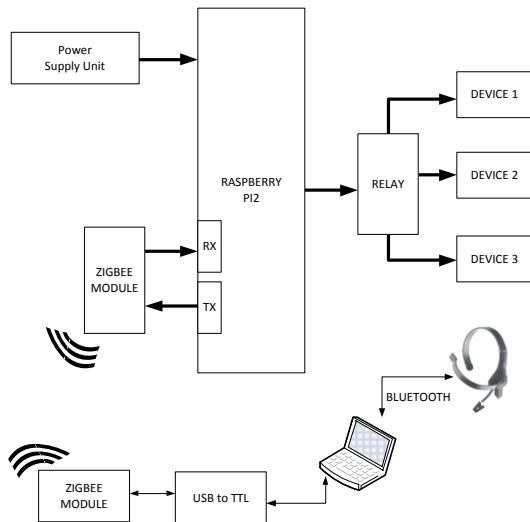 Power
Supply Unit
DEVICE 1
RASPBERRY
PI2
RELAY
DEVICE 2
RX
ZIGBEE
MODULE
TX
DEVICE 3
BLUETOOTH
ZIGBEE
MODULE
USB to TTL